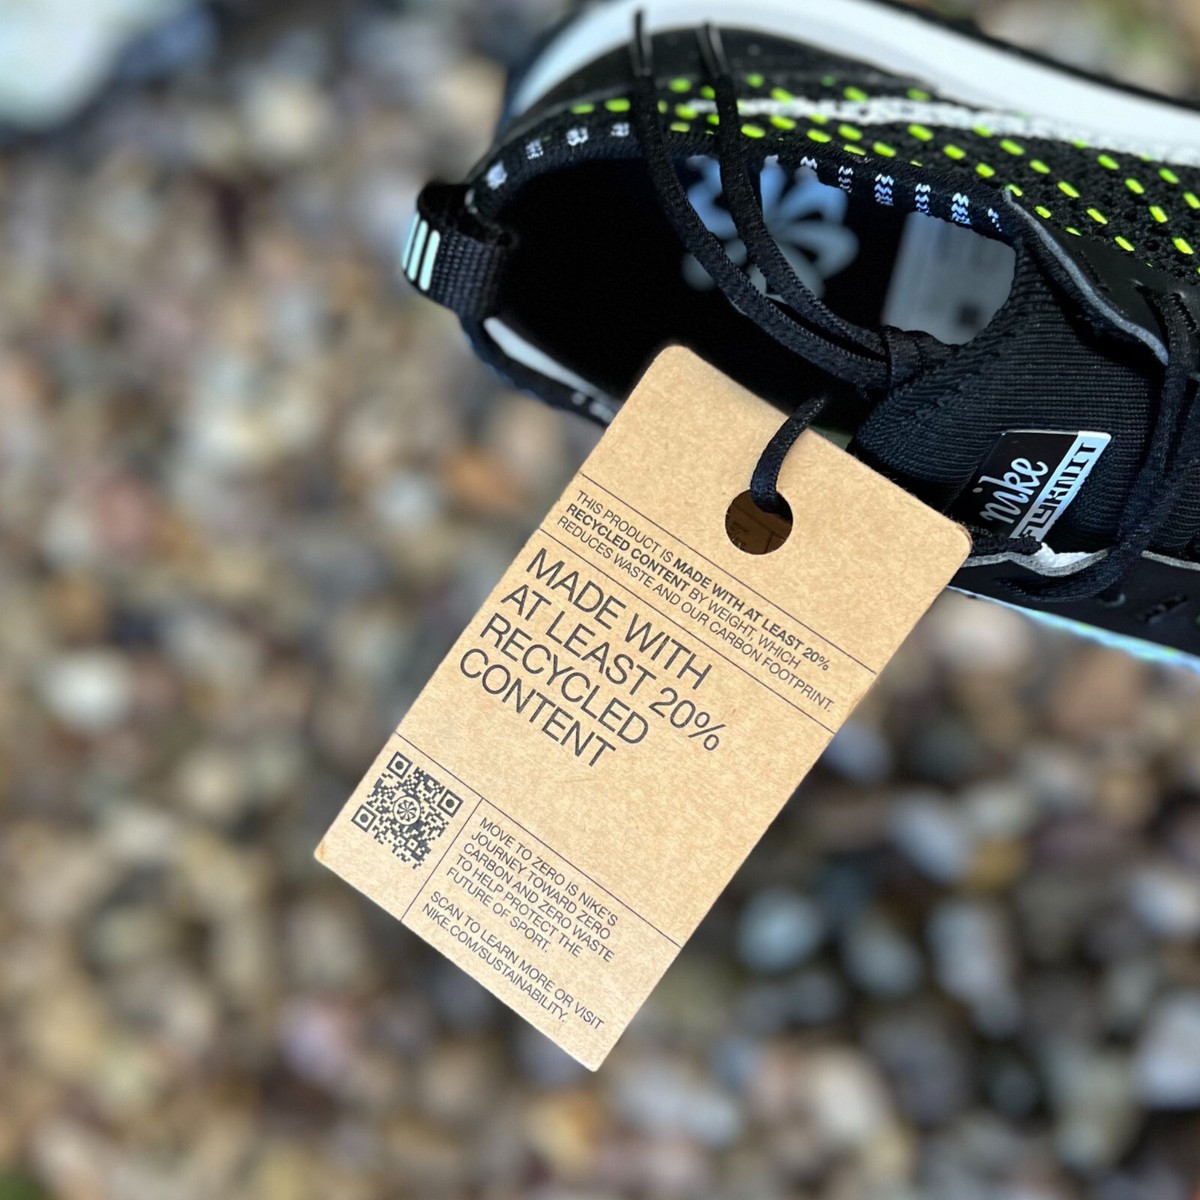 nike
THIS PRODUCT IS MADE WITH AT LEAST 20%
RECYCLED CONTENT BY WEIGHT, WHICH
REDUCES WASTE AND OUR CARBON FOOTPRINT.
MADE WITH
AT LEAST 20%
RECYCLED
CONTENT
MOVE TO ZERO IS NIKE'S
JOURNEY TOWARD ZERO
CARBON AND ZERO WASTE
TO HELP PROTECT THE
FUTURE OF SPORT.
SCAN TO LEARN MORE OR VISIT
NIKE.COM/SUSTAINABILITY.